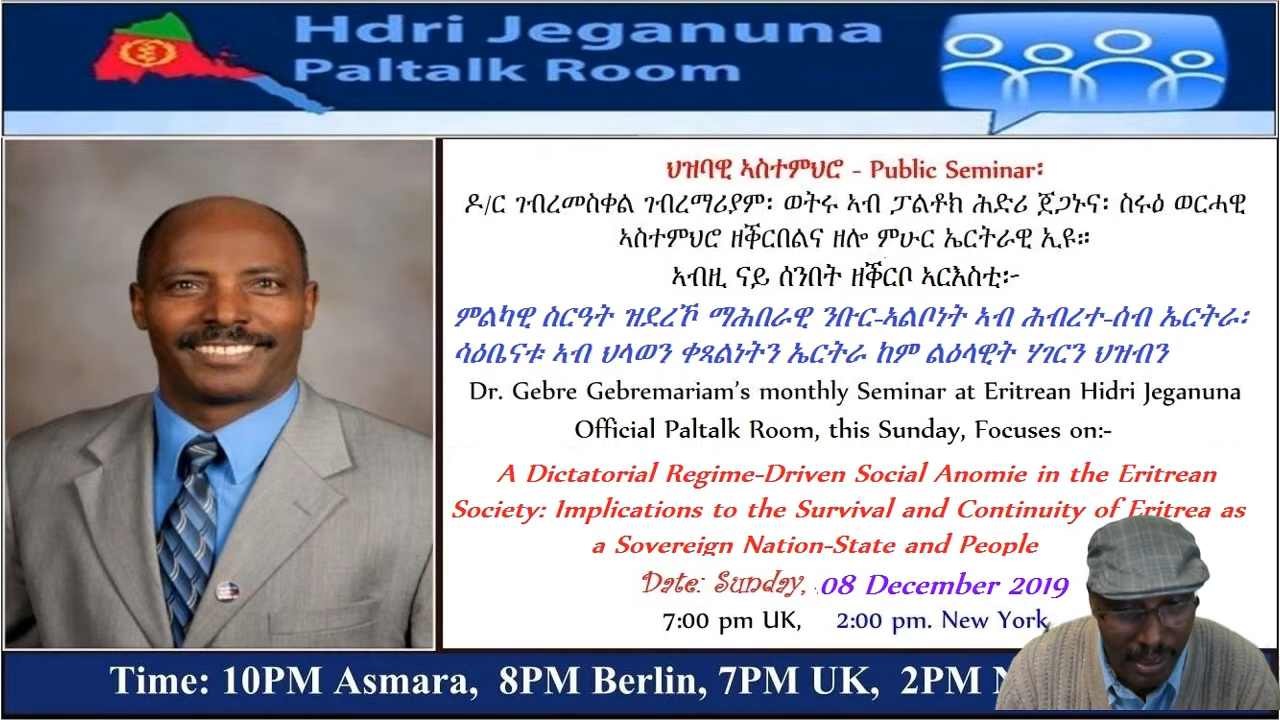 Hdri Jeganuna
Paltalk Room
ህዝባዊ ኣስተምህሮ - Public Seminar፡
ዶ/ር ገብረመስቀል ገብረማሪያም፡ ወትሩ ኣብ ፓልቶክ ሕድሪ ጀጋኑና፡ ስሩዕ ወርሓዊ
ኣስተምህሮ ዘቕርበልና ዘሎ ምሁር ኤርትራዊ ኢዩ።
ኣብዚ ናይ ሰንበት ዘቕርቦ ኣርእስቲ፡-
ምልካዊ ስርዓት ዝደረኾ ማሕበራዊ ንቡር-ኣልቦነት ኣብ ሕብረተ-ሰብ ኤርትራ፡
ሳዕቤናቱ ኣብ ህላወን ቀጻልነትን ኤርትራ ከም ልዕላዊት ሃገርን ህዝብን
Dr. Gebre Gebremariam's monthly Seminar at Eritrean Hidri Jeganuna
Official Paltalk Room, this Sunday, Focuses on:-
A Dictatorial Regime-Driven Social Anomie in the Eritrean
Society: Implications to the Survival and Continuity of Eritrea as
a Sovereign Nation-State and People
Date: Sunday, 08 December 2019
7:00 pm UK, 2:00 pm. New York
Time: 10PM Asmara, 8PM Berlin, 7PM UK, 2PM